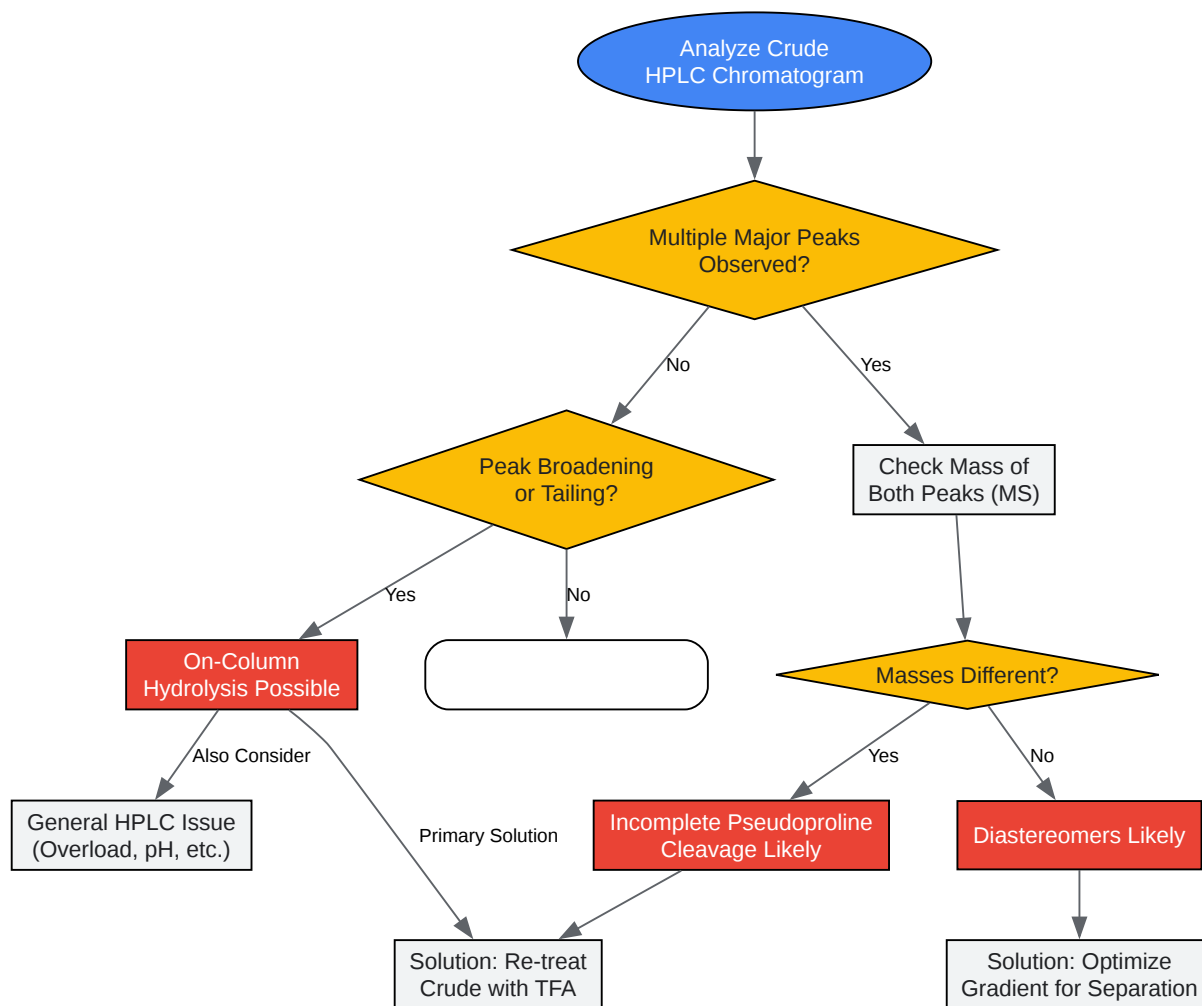 Analyze Crude
HPLC Chromatogram
Multiple Major Peaks
Observed?
No
Yes
Peak Broadening
or Tailing?
Check Mass of
Both Peaks (MS)
Yes
No
On-Column
Hydrolysis Possible
Masses Different?
Also Consider
Yes
No
General HPLC Issue
(Overload, pH, etc.)
Primary Solution
Incomplete Pseudoproline
Cleavage Likely
Diastereomers Likely
Solution: Re-treat
Crude with TFA
Solution: Optimize
Gradient for Separation